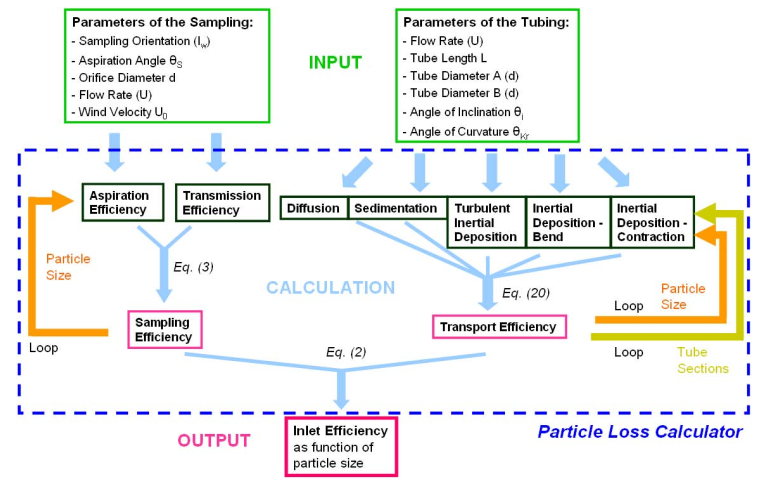 Parameters of the Sampling:
- Sampling Orientation (Iw)
- Aspiration Angle θS
- Orifice Diameter d
- Flow Rate (U)
- Wind Velocity U0
INPUT
Parameters of the Tubing:
- Flow Rate (U)
- Tube Length L
- Tube Diameter A (d)
- Tube Diameter B (d)
- Angle of Inclination θI
- Angle of Curvature θKr
Aspiration
Efficiency
Transmission
Efficiency
Diffusion
Sedimentation
Turbulent
Inertial
Deposition
Inertial
Deposition -
Bend
Inertial
Deposition -
Contraction
Particle
Size
Eq. (3)
CALCULATION
Eq. (20)
Particle
Size
Loop
Sampling
Efficiency
Transport Efficiency
Loop
Eq. (2)
Loop
Tube
Sections
OUTPUT
Inlet Efficiency
as function of
particle size
Particle Loss Calculator